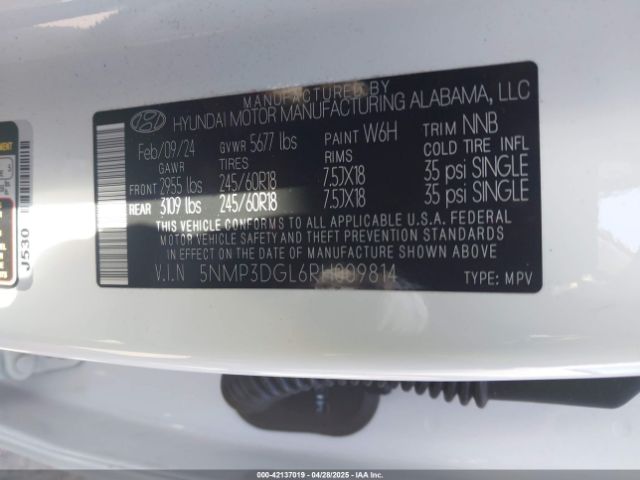 MANUFACTURED BY
HYUNDAI MOTOR MANUFACTURING ALABAMA, LLC
Feb/09/24 GVWR 5677 lbs PAINT W6H TRIM NNB
GAWR TIRES RIMS COLD TIRE INFL
FRONT 2955 lbs 245/60R18 7.5JX18 35 psi SINGLE
REAR 3109 lbs 245/60R18 7.5JX18 35 psi SINGLE
THIS VEHICLE CONFORMS TO ALL APPLICABLE U.S.A. FEDERAL
MOTOR VEHICLE SAFETY AND THEFT PREVENTION STANDARDS
IN EFFECT ON THE DATE OF MANUFACTURE SHOWN ABOVE.
V.I.N 5NMP3DGL6RH009814
TYPE: MPV
J530
000-42137019 | 04/28/2025 - IAA Inc. Copyright